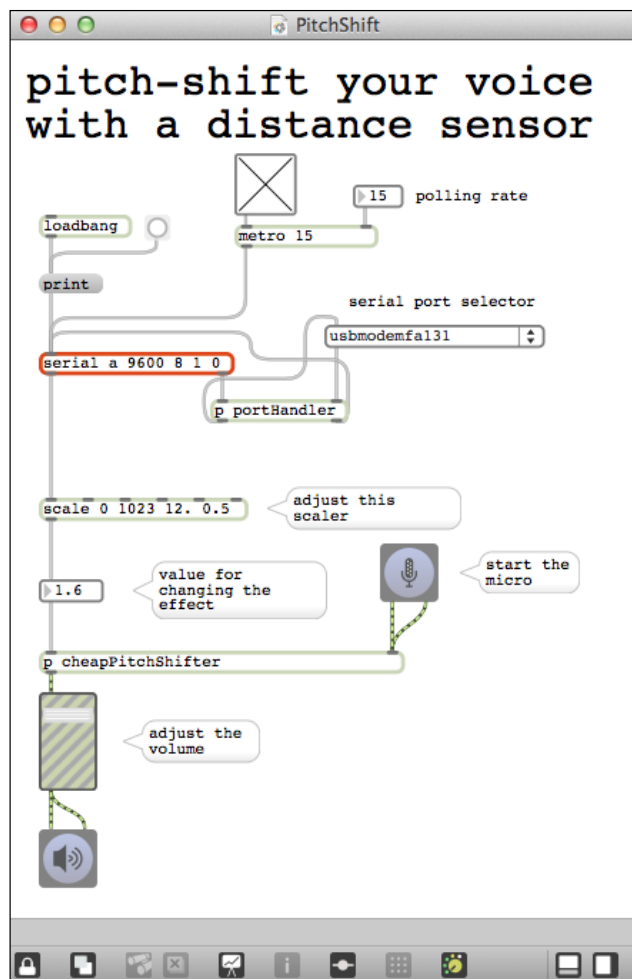 PitchShift
pitch-shift your voice
with a distance sensor
15
polling rate
loadbang
metro 15
print
serial port selector
usbmodemfa131
serial a 9600 8 1 0
p portHandler
scale 0 1023 12. 0.5
adjust this
scaler
value for
changing the
effect
start the
micro
1.6
p cheapPitchShifter
adjust the
volume